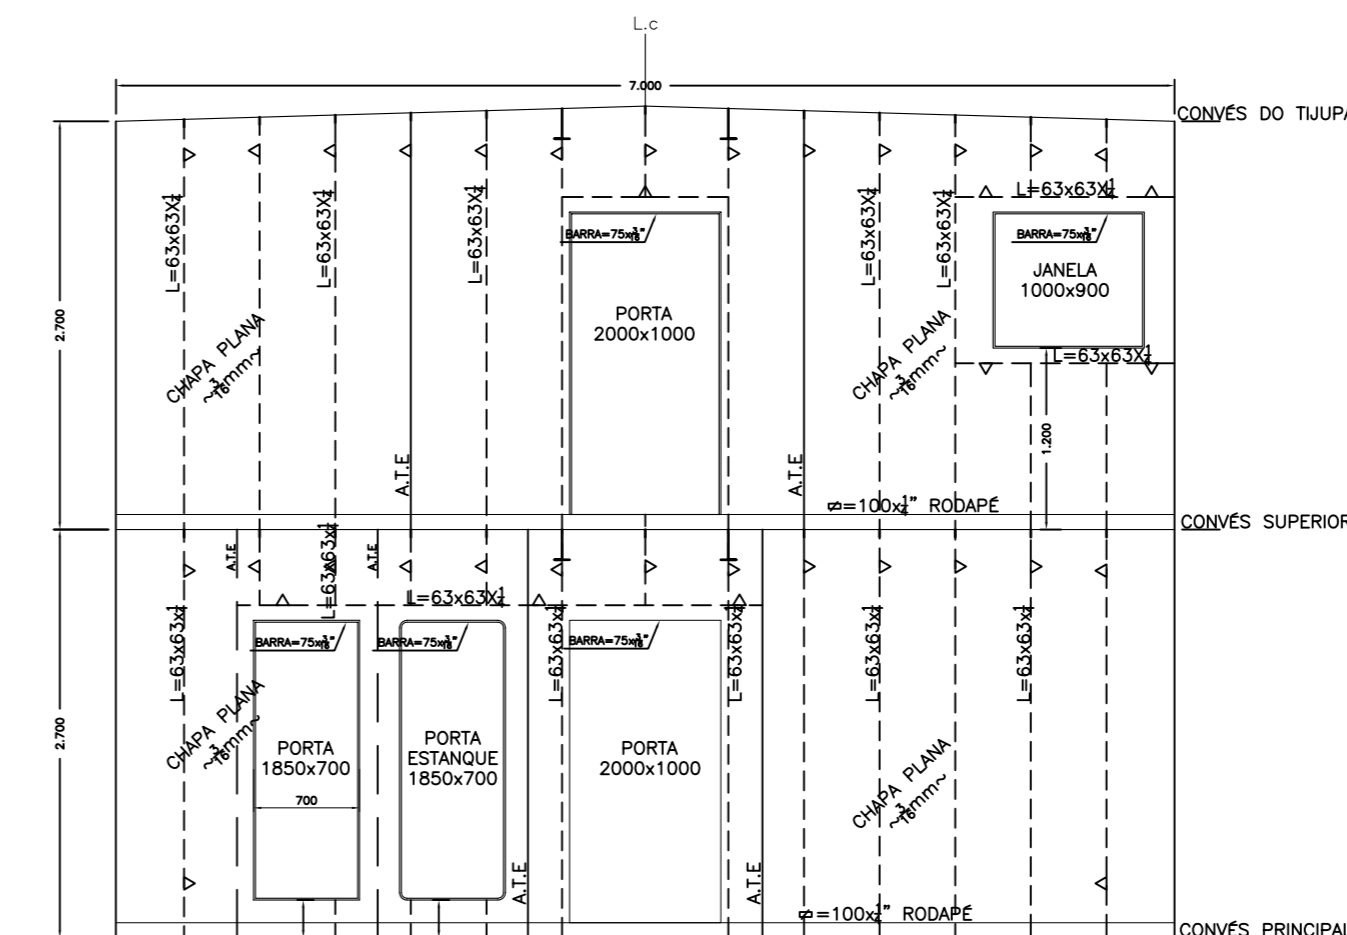 L.c
7.000
CONVÉS DO TIJUPA
L=63x63X1/4
L=63x63X1/4
L=63x63X1/4
L=63x63X1/4
L=63x63X1/4
L=63x63X1/4
BARRA=75x3/16"
BARRA=75x3/16"
JANELA
1000x900
PORTA
2000x1000
2.700
CHAPA PLANA
~3/16mm~
CHAPA PLANA
~3/16mm~
L=63x63X1/4
1.200
A.T.E
A.T.E
=100x1/4" RODAPÉ
CONVÉS SUPERIOR
A.T.E
L=63x63x1/4
A.T.E
L=63x63X1/4
L=63x63x1/4
L=63x63x1/4
L=63x63x1/4
L=63x63x1/4
L=63x63x1/4
BARRA=75x3/16"
BARRA=75x3/16"
BARRA=75x3/16"
2.700
CHAPA PLANA
~3/16mm~
PORTA
1850x700
700
PORTA
ESTANQUE
1850x700
PORTA
2000x1000
CHAPA PLANA
~3/16mm~
A.T.E
A.T.E
=100x1/4" RODAPÉ
CONVÉS PRINCIPAL